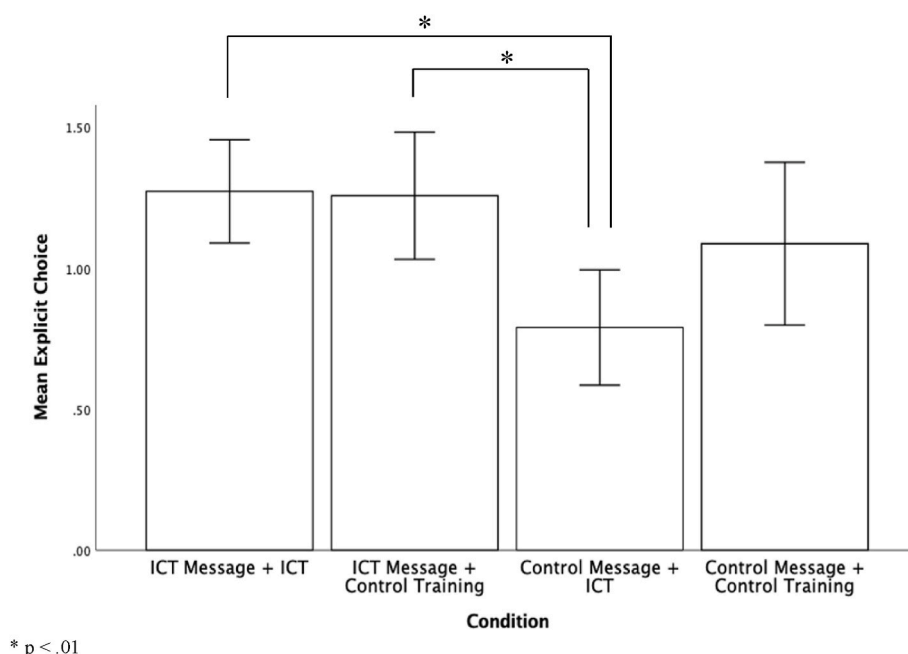 *
*
1.50
1.00
.50
.00
Mean Explicit Choice
ICT Message + ICT
ICT Message +
Control Training
Control Message +
ICT
Control Message +
Control Training
Condition
* p < .01